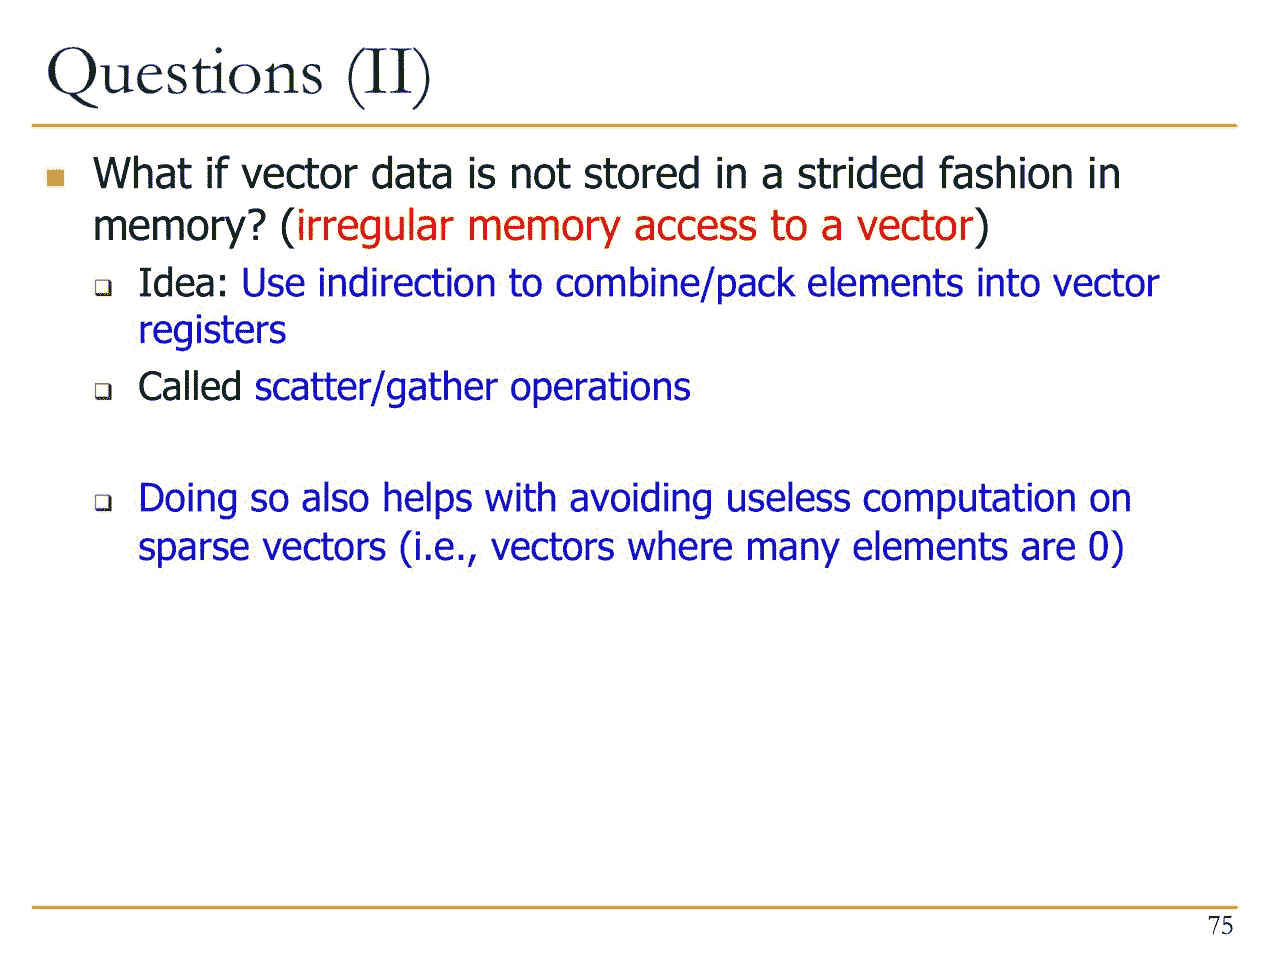 Questions (II)
What if vector data is not stored in a strided fashion in
memory? (irregular memory access to a vector)
Idea: Use indirection to combine/pack elements into vector
registers
Called scatter/gather operations
Doing so also helps with avoiding useless computation on
sparse vectors (i.e., vectors where many elements are 0)
75